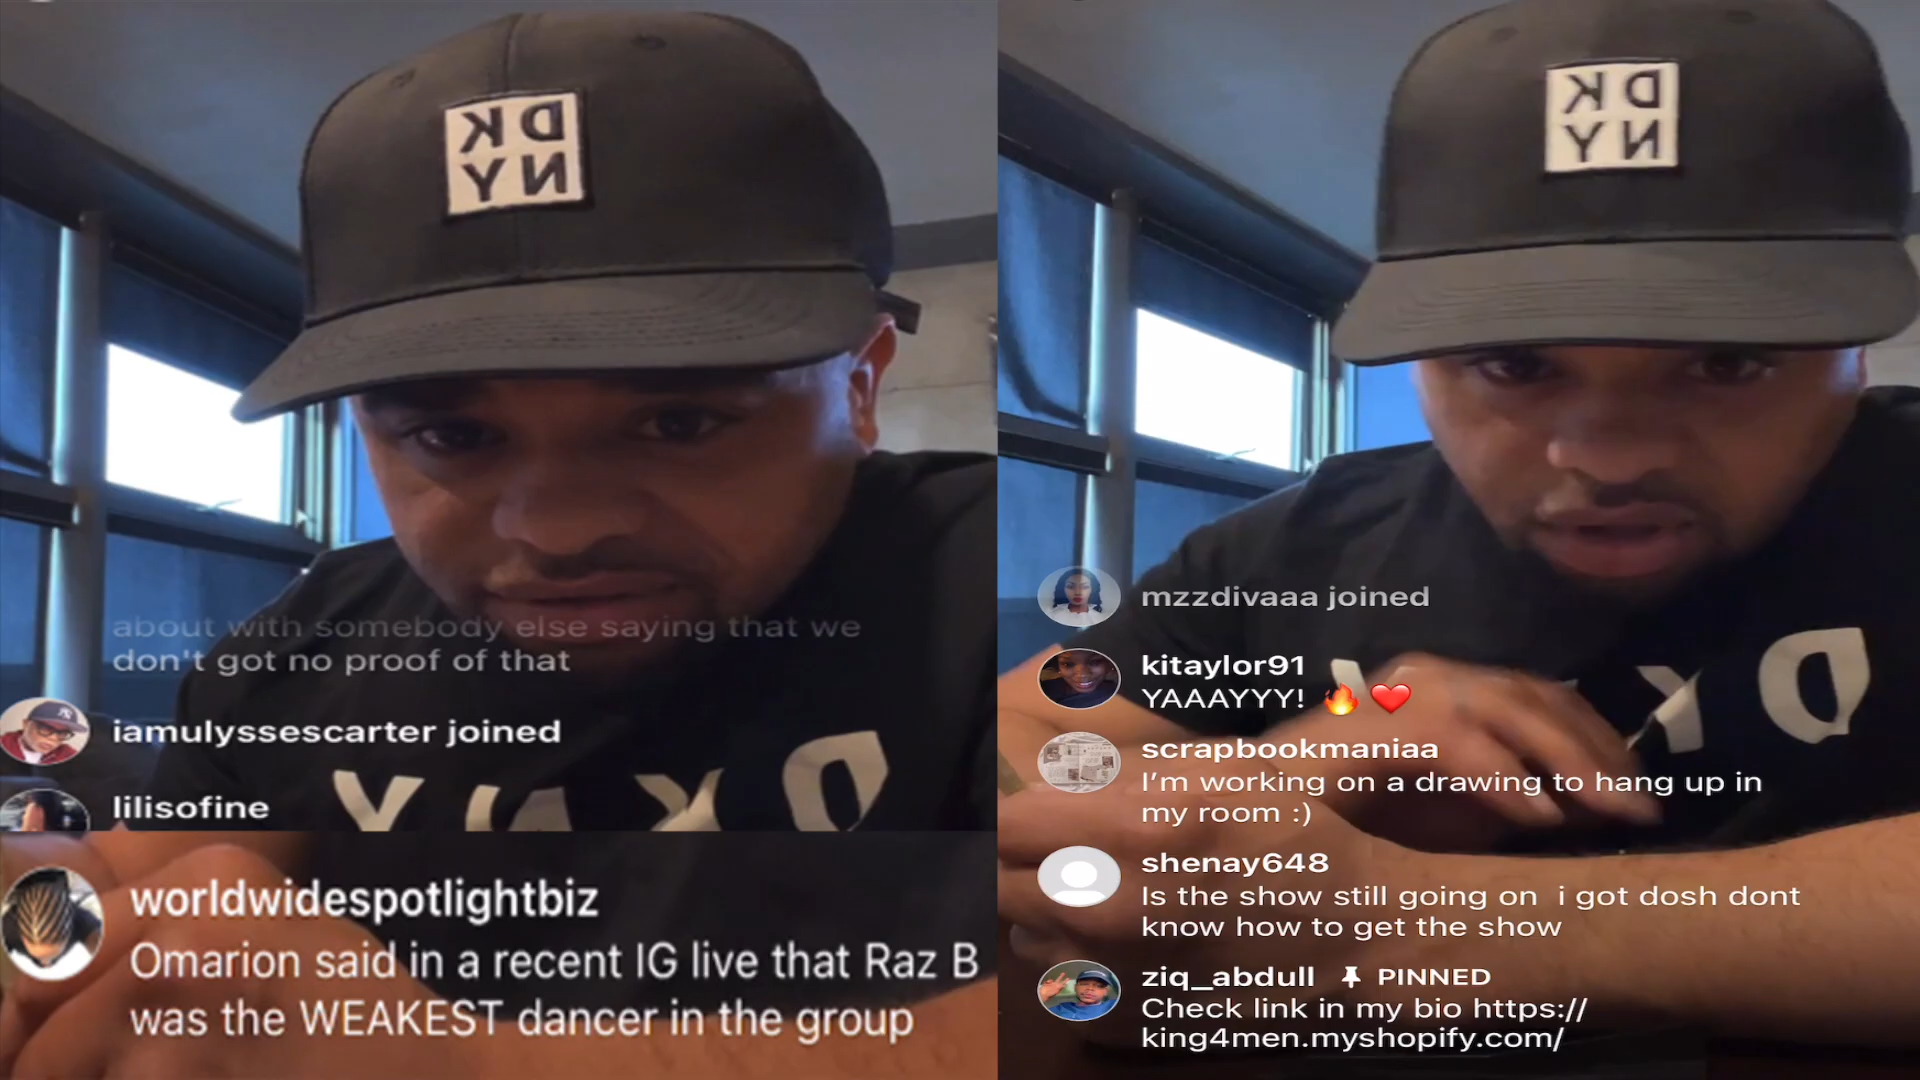 DK
NY
about with somebody else saying that we
don't got no proof of that
iamulyssescarter joined
lilisofine
worldwidespotlightbiz
Omarion said in a recent IG live that Raz B
was the WEAKEST dancer in the group
DK
NY
mzzdivaaa joined
kitaylor91
YAAAYYY! 🔥❤️
scrapbookmaniaa
I’m working on a drawing to hang up in
my room :)
shenay648
Is the show still going on i got dosh dont
know how to get the show
ziq_abdull 📌 PINNED
Check link in my bio https://
king4men.myshopify.com/